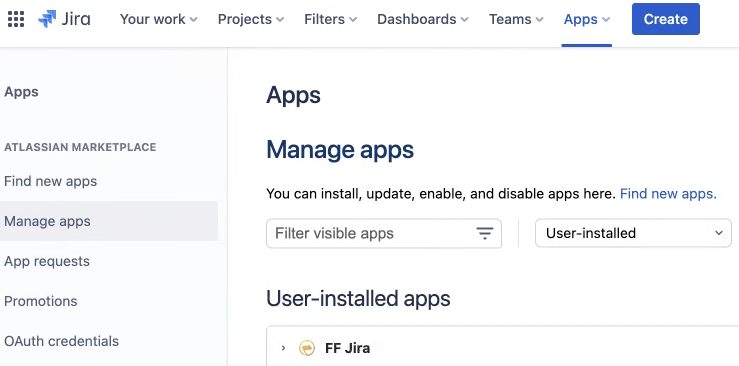 Jira Your work Projects Filters Dashboards Teams Apps Create
Apps
ATLASSIAN MARKETPLACE
Find new apps
Manage apps
App requests
Promotions
OAuth credentials
Apps
Manage apps
You can install, update, enable, and disable apps here. Find new apps.
Filter visible apps User-installed
User-installed apps
FF Jira